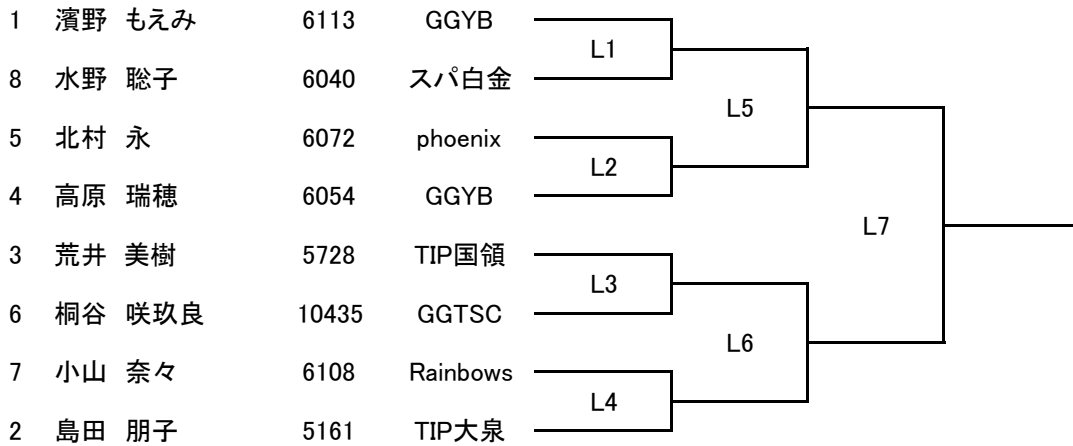 1 濱野 もえみ 6113 GGYB
L1
8 水野 聡子 6040 スパ白金
L5
5 北村 永 6072 phoenix
L2
4 高原 瑞穂 6054 GGYB
L7
3 荒井 美樹 5728 TIP国領
L3
6 桐谷 咲玖良 10435 GGTSC
L6
7 小山 奈々 6108 Rainbows
L4
2 島田 朋子 5161 TIP大泉